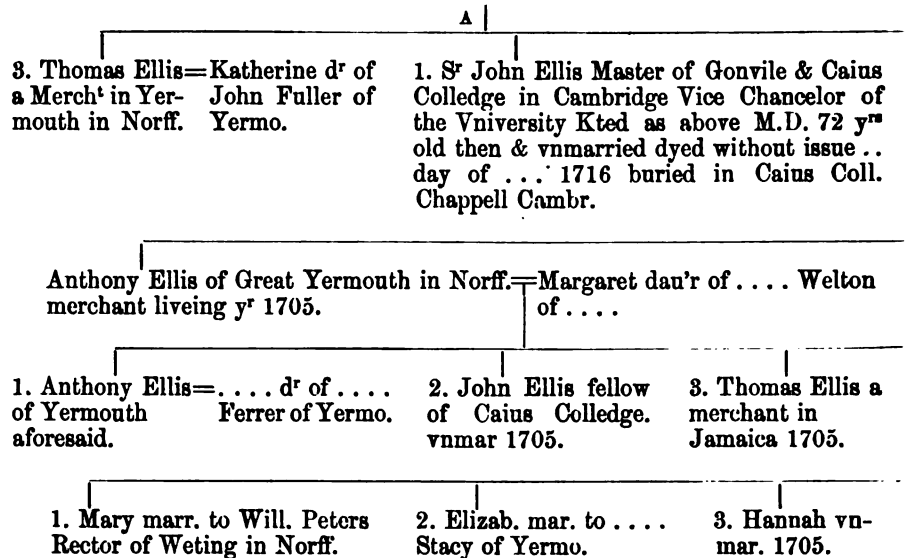 A
3. Thomas Ellis=Katherine dʳ of
a Merchᵗ in Yer- John Fuller of
mouth in Norff. Yermo.
1. Sʳ John Ellis Master of Gonvile & Caius
Colledge in Cambridge Vice Chancelor of
the Vniversity Kted as above M.D. 72 yʳˢ
old then & vnmarried dyed without issue ..
day of ... 1716 buried in Caius Coll.
Chappell Cambr.
Anthony Ellis of Great Yermouth in Norff.=Margaret dau'r of .... Welton
merchant liveing yʳ 1705. of ....
1. Anthony Ellis=.... dʳ of ....
of Yermouth Ferrer of Yermo.
aforesaid.
2. John Ellis fellow
of Caius Colledge.
vnmar 1705.
3. Thomas Ellis a
merchant in
Jamaica 1705.
1. Mary marr. to Will. Peters
Rector of Weting in Norff.
2. Elizab. mar. to ....
Stacy of Yermo.
3. Hannah vn-
mar. 1705.